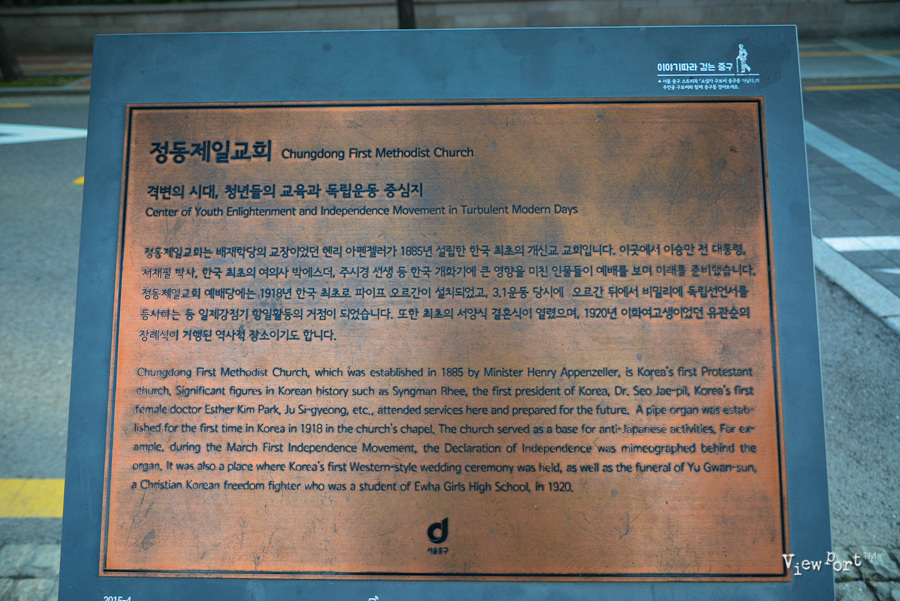 이야기따라 걷는 중구
정동제일교회 Chungdong First Methodist Church
격변의 시대, 청년들의 교육과 독립운동 중심지
Center of Youth Enlightenment and Independence Movement in Turbulent Modern Days
정동제일교회는 배재학당의 교장이었던 헨리 아펜젤러가 1885년 설립한 한국 최초의 개신교 교회입니다. 이곳에서 이승만 전 대통령,
서재필 박사, 한국 최초의 여의사 박에스더, 주시경 선생 등 한국 개화기에 큰 영향을 미친 인물들이 예배를 보며 미래를 준비했습니다.
정동제일교회 예배당에는 1918년 한국 최초로 파이프 오르간이 설치되었고, 3.1운동 당시에 오르간 뒤에서 비밀리에 독립선언서를
등사하는 등 일제강점기 항일활동의 거점이 되었습니다. 또한 최초의 서양식 결혼식이 열렸으며, 1920년 이화여고생이었던 유관순의
장례식이 거행된 역사적 장소이기도 합니다.
Chungdong First Methodist Church, which was established in 1885 by Minister Henry Appenzeller, is Korea's first Protestant
church. Significant figures in Korean history such as Syngman Rhee, the first president of Korea, Dr. Seo Jae-pil, Korea's first
female doctor Esther Kim Park, Ju Si-gyeong, etc., attended services here and prepared for the future. A pipe organ was estab-
lished for the first time in Korea in 1918 in the church's chapel. The church served as a base for anti-Japanese activities. For ex-
ample, during the March First Independence Movement, the Declaration of Independence was mimeographed behind the
organ. It was also a place where Korea's first Western-style wedding ceremony was held, as well as the funeral of Yu Gwan-sun,
a Christian Korean freedom fighter who was a student of Ewha Girls High School, in 1920.
서울중구
ViewPort
2015-4